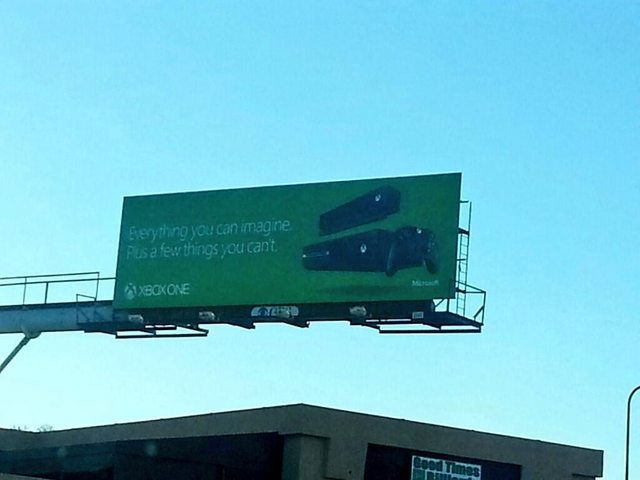 Everything you can imagine.
Plus a few things you can't.
XBOX ONE
Microsoft
Good Times